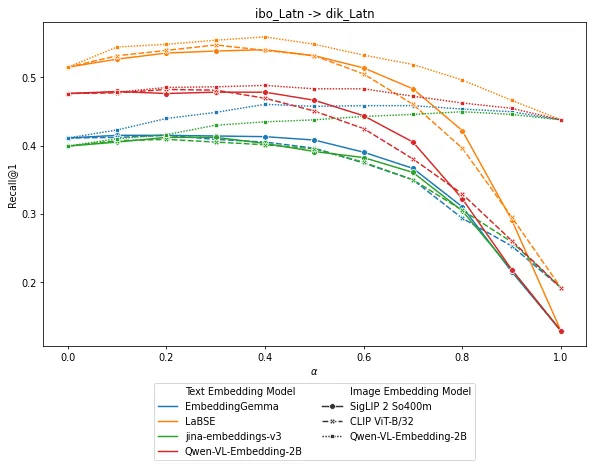 ibo_Latn -> dik_Latn
Recall@1
0.5
0.4
0.3
0.2
0.0
0.2
0.4
0.6
0.8
1.0
α
Text Embedding Model
EmbeddingGemma
LaBSE
jina-embeddings-v3
Qwen-VL-Embedding-2B
Image Embedding Model
SigLIP 2 So400m
CLIP ViT-B/32
Qwen-VL-Embedding-2B